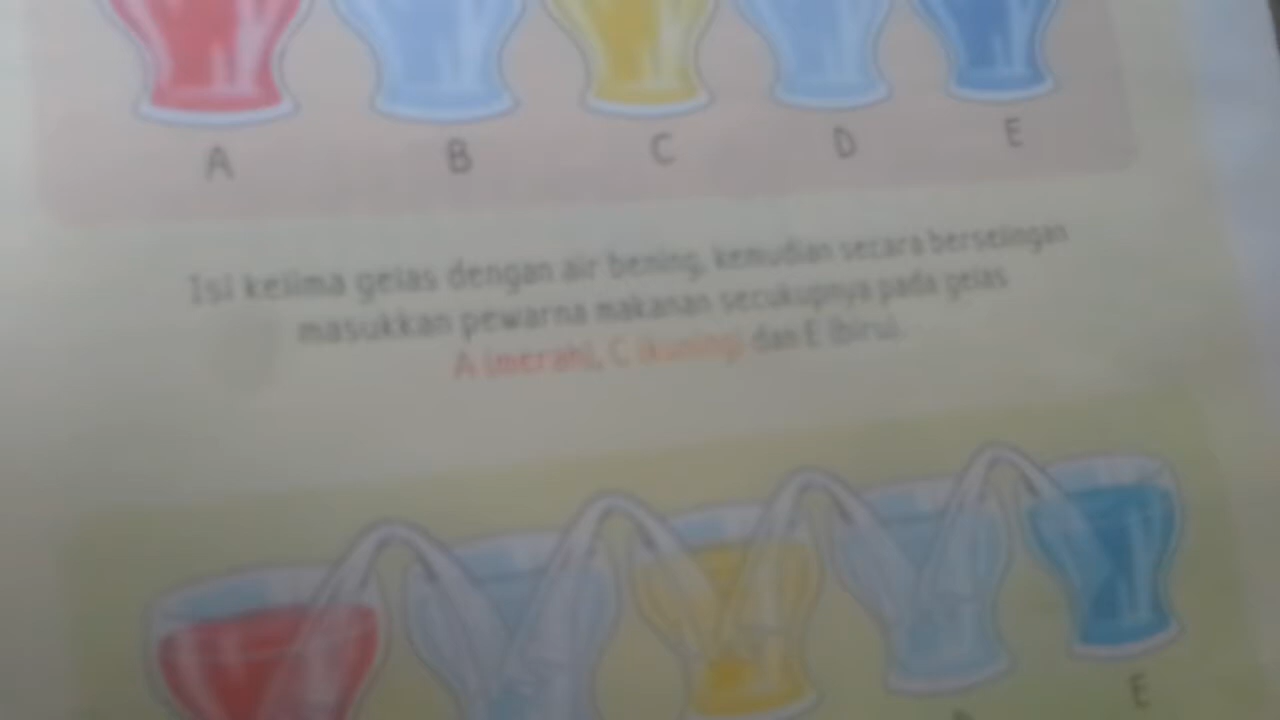 A B C D E
Isi kelima gelas dengan air bening, kemudian secara berselingan
masukkan pewarna makanan secukupnya pada gelas
A (merah), C (kuning) dan E (biru).
E